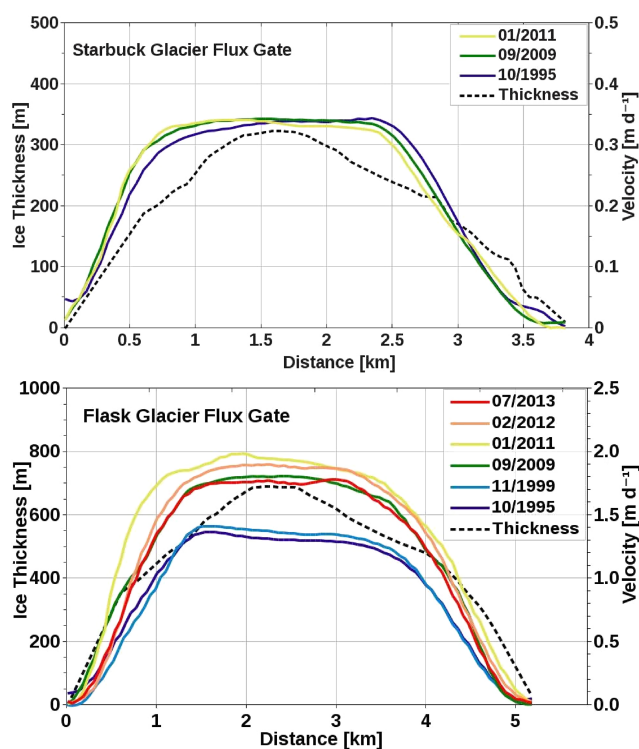 Starbuck Glacier Flux Gate
01/2011
09/2009
10/1995
Thickness
Ice Thickness [m]
500
400
300
200
100
0
Velocity [m d⁻¹]
0.5
0.4
0.3
0.2
0.1
0
0 0.5 1 1.5 2 2.5 3 3.5 4
Distance [km]
Flask Glacier Flux Gate
07/2013
02/2012
01/2011
09/2009
11/1999
10/1995
Thickness
Ice Thickness [m]
1000
800
600
400
200
0
Velocity [m d⁻¹]
2.5
2.0
1.5
1.0
0.5
0.0
0 1 2 3 4 5
Distance [km]